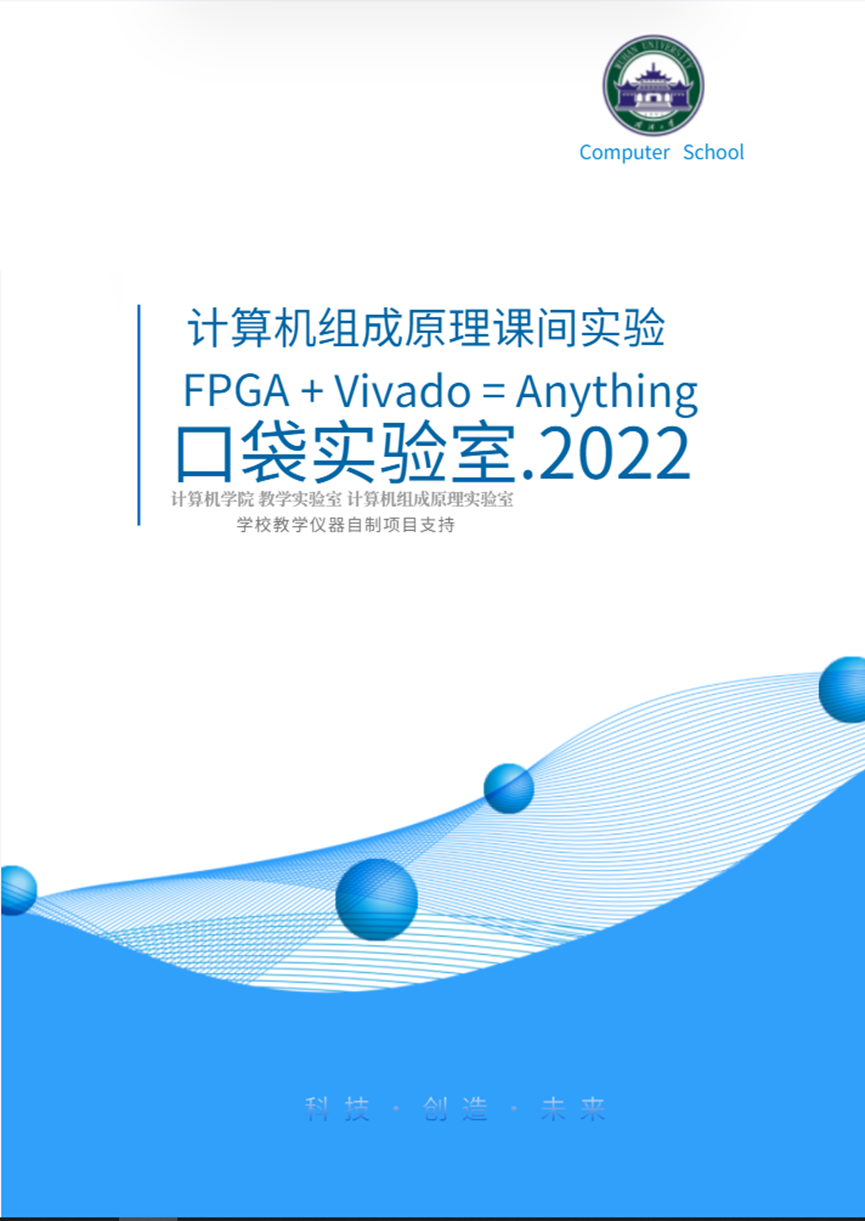 WUHAN UNIVERSITY
Computer School
计算机组成原理课间实验
FPGA + Vivado = Anything
口袋实验室.2022
计算机学院 教学实验室 计算机组成原理实验室
学校教学仪器自制项目支持
科技·创造·未来